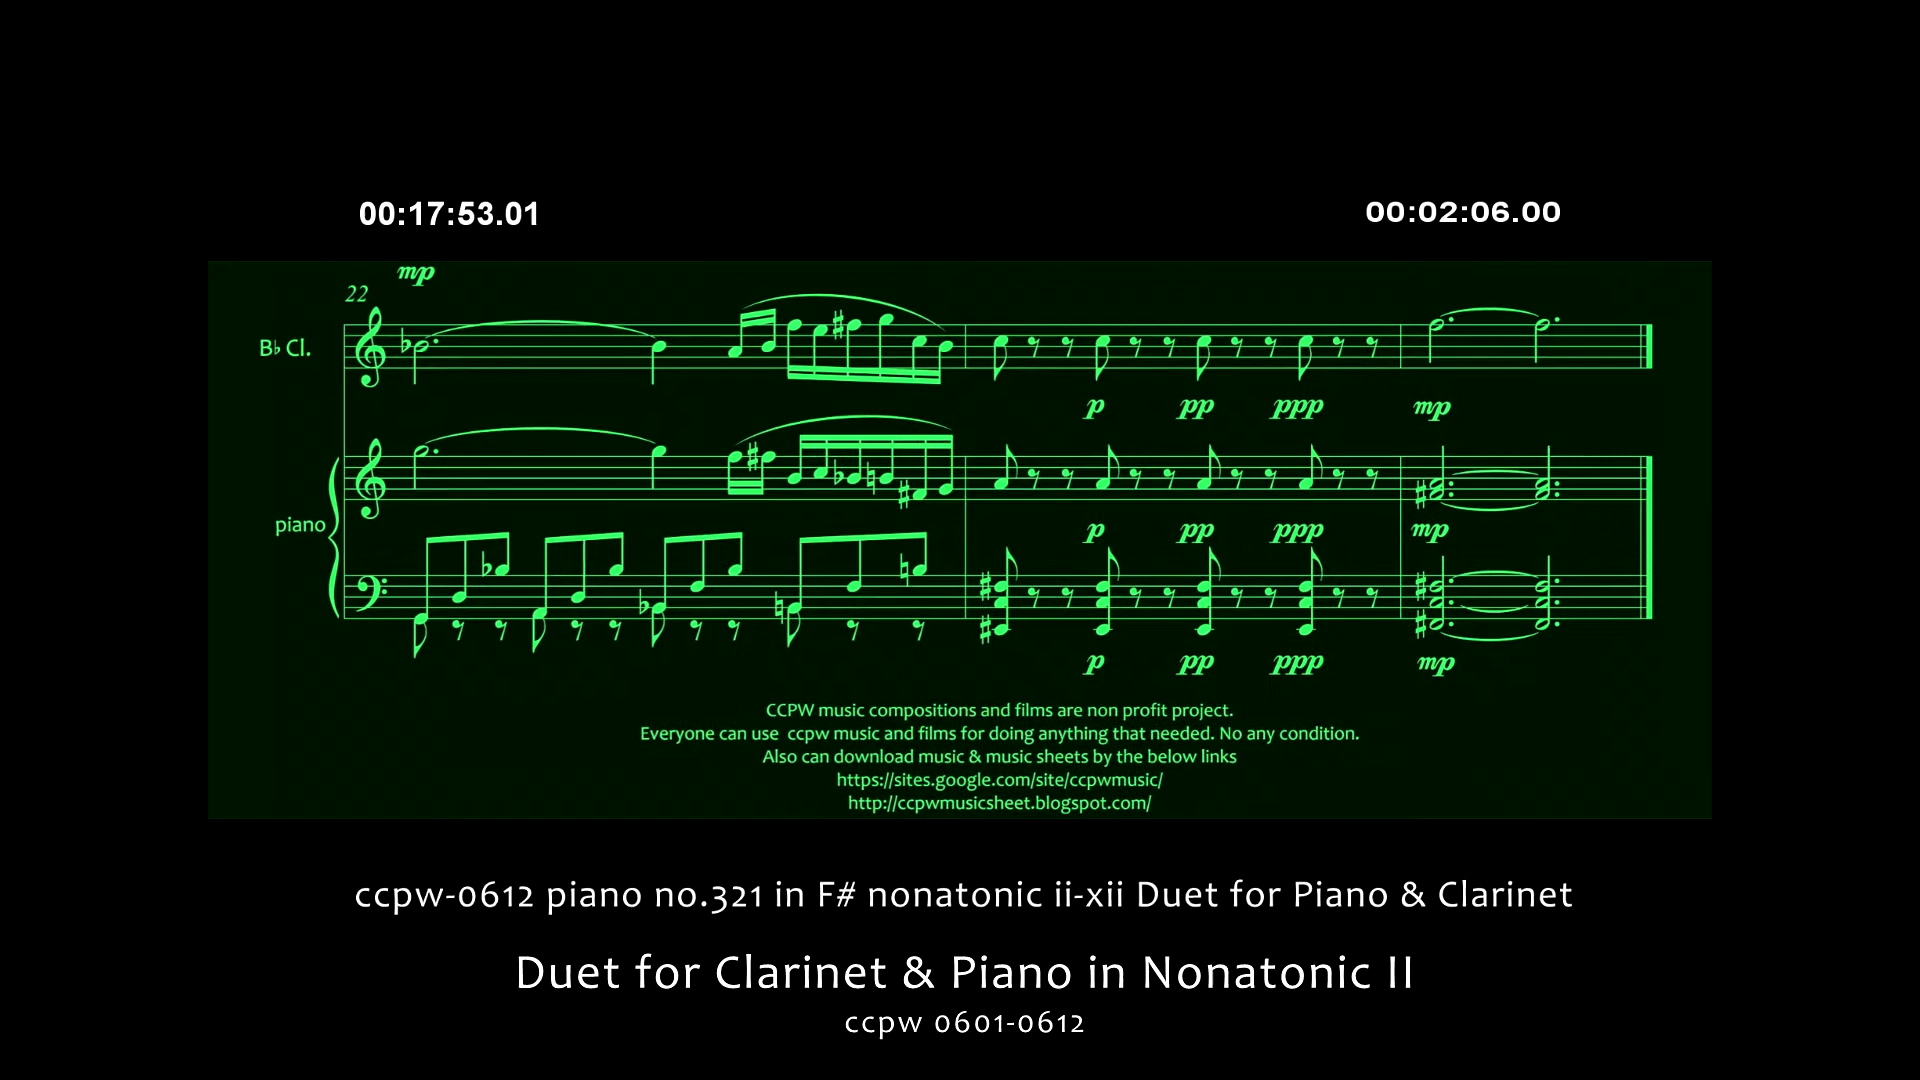 00:17:53.01 00:02:06.00
mp
22
B♭ Cl.
p pp ppp mp
piano
p pp ppp mp
p pp ppp mp
CCPW music compositions and films are non profit project.
Everyone can use  ccpw music and films for doing anything that needed. No any condition.
Also can download music & music sheets by the below links
https://sites.google.com/site/ccpwmusic/
http://ccpwmusicsheet.blogspot.com/
ccpw-0612 piano no.321 in F# nonatonic ii-xii Duet for Piano & Clarinet
Duet for Clarinet & Piano in Nonatonic II
ccpw 0601-0612